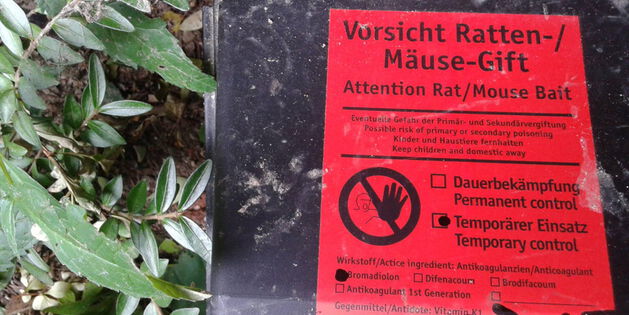 Vorsicht Ratten-/
Mäuse-Gift
Attention Rat/Mouse Bait
Eventuelle Gefahr der Primär- und Sekundärvergiftung
Possible risk of primary or secondary poisoning
Kinder und Haustiere fernhalten
Keep children and domestic away
Dauerbekämpfung
Permanent control
Temporärer Einsatz
Temporary control
Wirkstoff/Actice ingredient: Antikoagulanzien/Anticoagulant
Bromadiolon Difenacoum Brodifacoum
Antikoagulant 1st Generation
Gegenmittel/Antidote: Vitamin K1